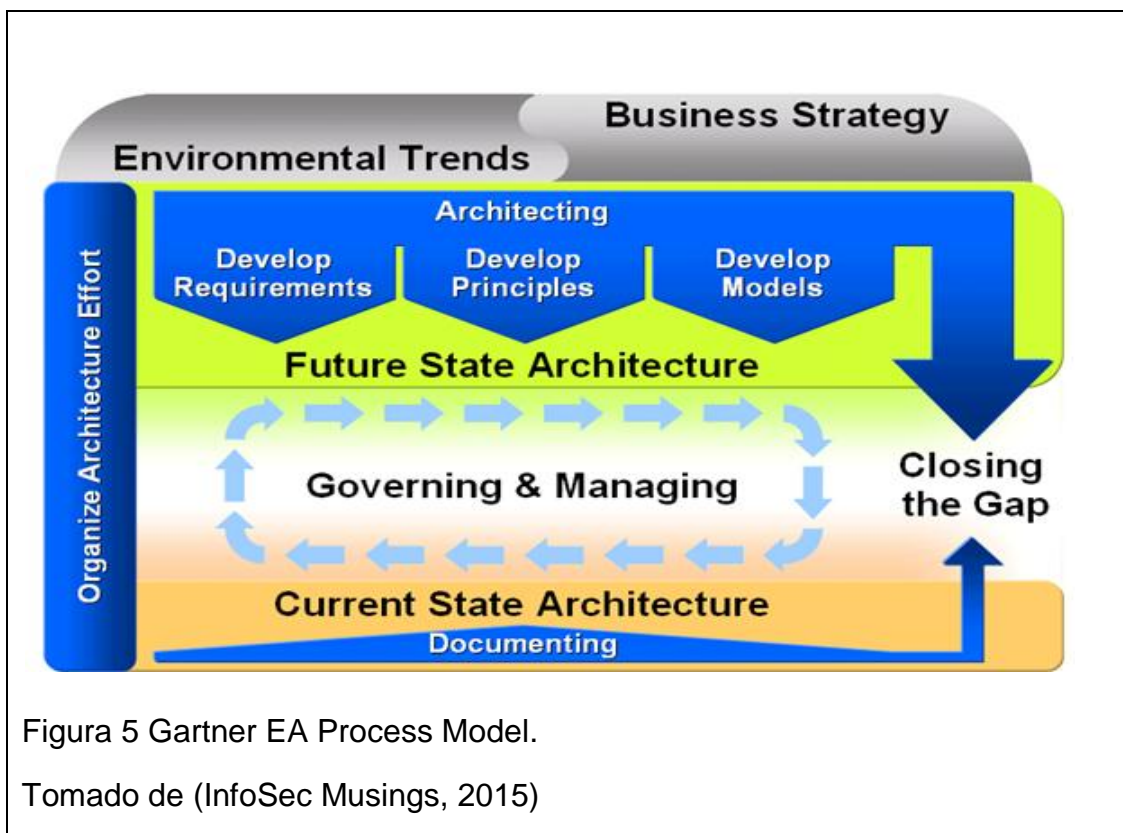 Business Strategy
Environmental Trends
Organize Architecture Effort
Architecting
Develop
Requirements
Develop
Principles
Develop
Models
Future State Architecture
Governing & Managing
Closing
the Gap
Current State Architecture
Documenting
Figura 5 Gartner EA Process Model.
Tomado de (InfoSec Musings, 2015)